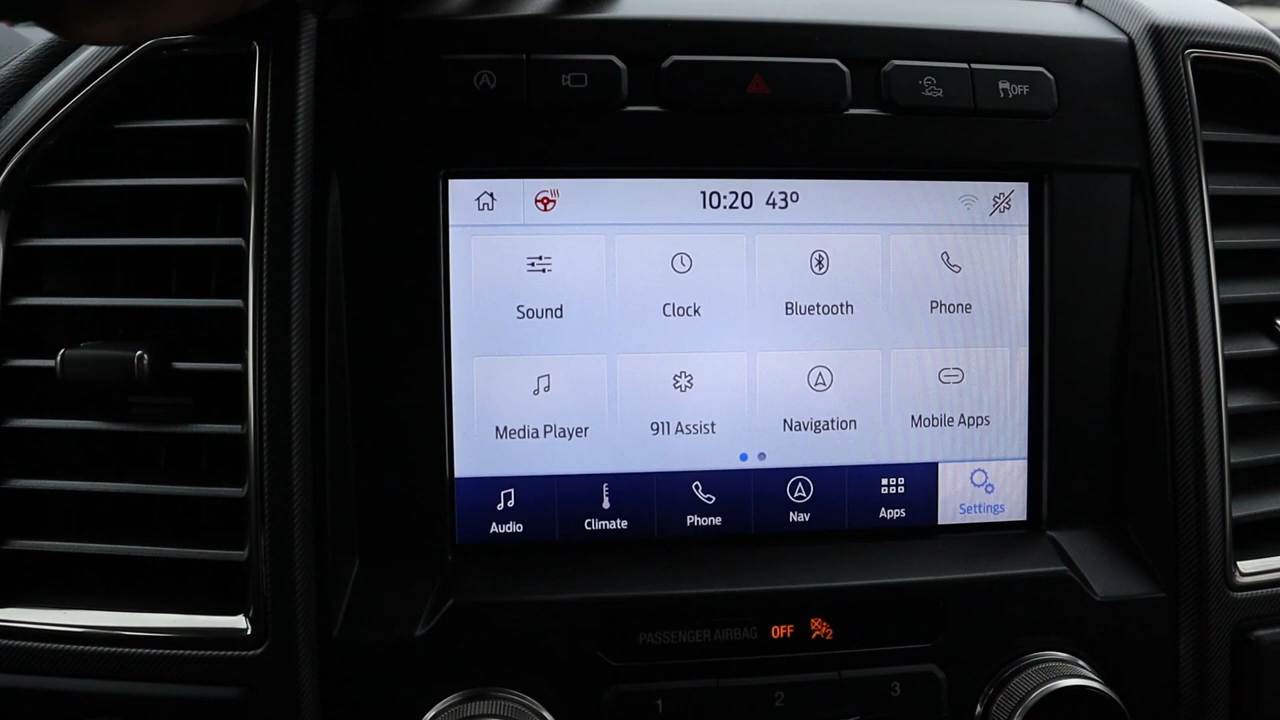 A
OFF
10:20 43º
Sound Clock Bluetooth Phone
Media Player 911 Assist Navigation Mobile Apps
Audio Climate Phone Nav Apps Settings
PASSENGER AIRBAG OFF 2
1 2 3